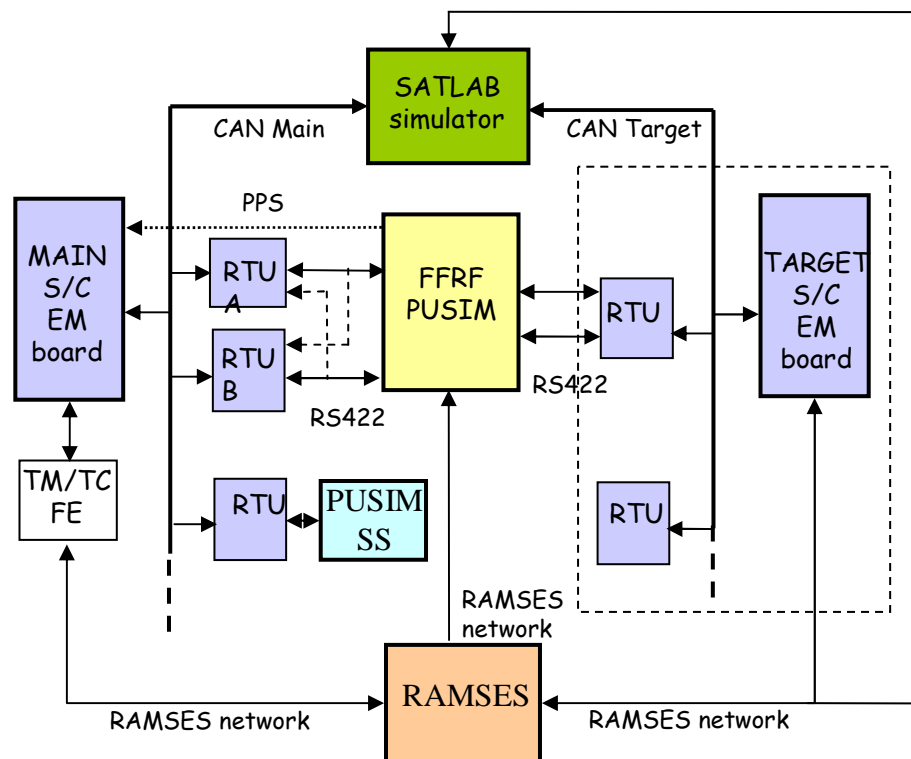 SATLAB
simulator
CAN Main
CAN Target
PPS
MAIN
S/C
EM
board
RTU
A
FFRF
PUSIM
RTU
TARGET
S/C
EM
board
RTU
B
RS422
RS422
TM/TC
FE
RTU
PUSIM
SS
RTU
RAMSES
network
RAMSES
RAMSES network
RAMSES network